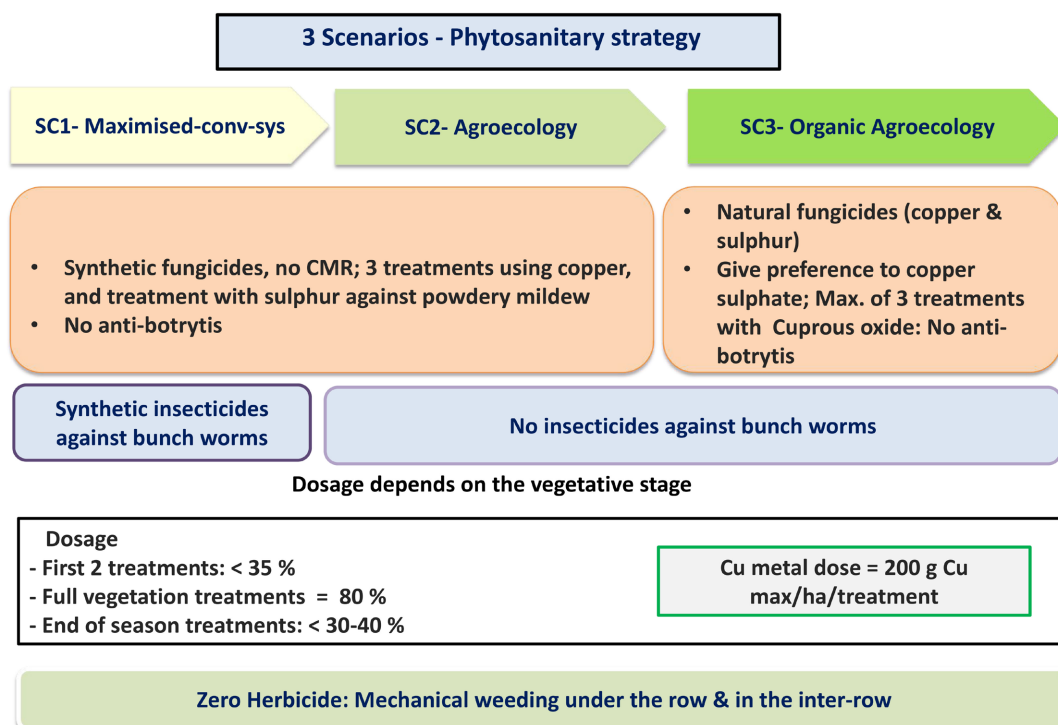 3 Scenarios - Phytosanitary strategy
SC1- Maximised-conv-sys
SC2- Agroecology
SC3- Organic Agroecology
• Synthetic fungicides, no CMR; 3 treatments using copper,
and treatment with sulphur against powdery mildew
• No anti-botrytis
• Natural fungicides (copper &
sulphur)
• Give preference to copper
sulphate; Max. of 3 treatments
with Cuprous oxide: No anti-
botrytis
Synthetic insecticides
against bunch worms
No insecticides against bunch worms
Dosage depends on the vegetative stage
Dosage
- First 2 treatments: < 35 %
- Full vegetation treatments = 80 %
- End of season treatments: < 30-40 %
Cu metal dose = 200 g Cu
max/ha/treatment
Zero Herbicide: Mechanical weeding under the row & in the inter-row